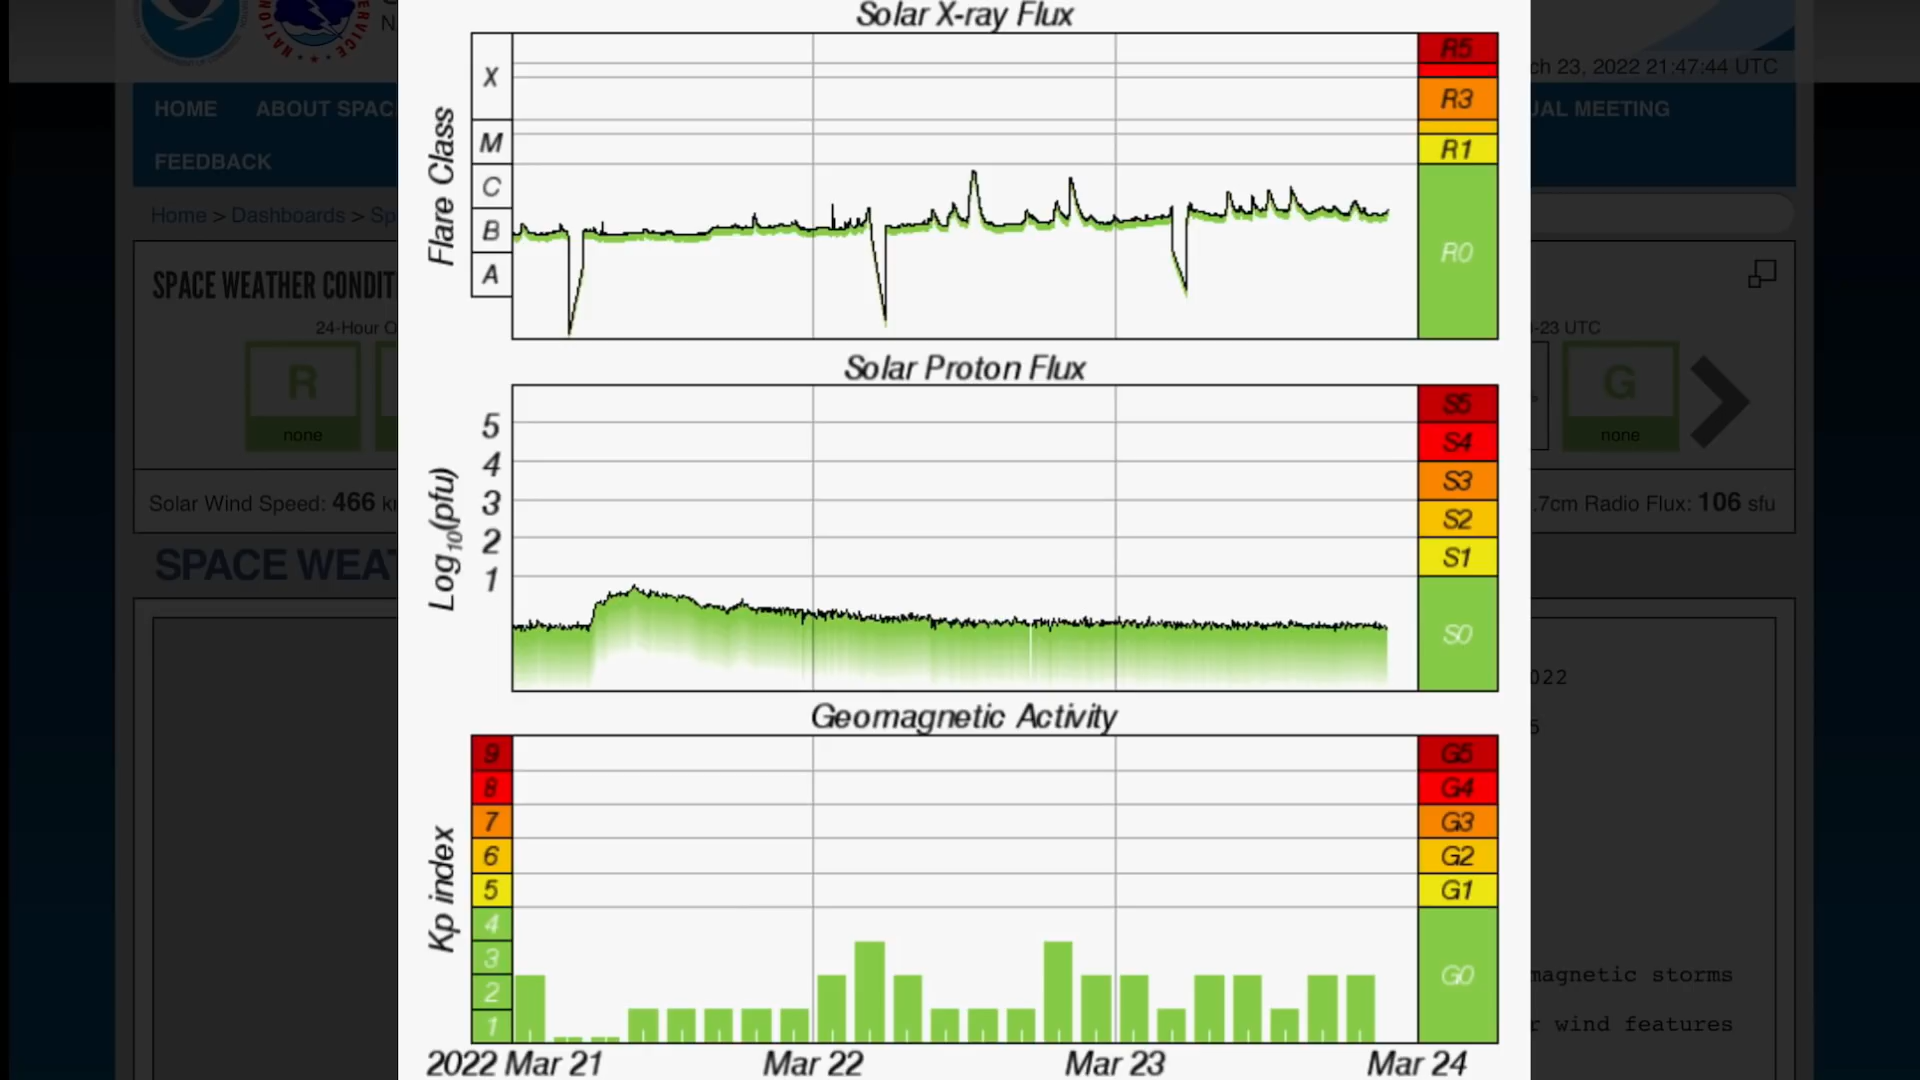 Solar X-ray Flux
Flare Class
X
M
C
B
A
R5
R3
R1
R0
Solar Proton Flux
Log10(pfu)
5
4
3
2
1
S5
S4
S3
S2
S1
S0
Geomagnetic Activity
Kp index
9
8
7
6
5
4
3
2
1
G5
G4
G3
G2
G1
G0
2022 Mar 21
Mar 22
Mar 23
Mar 24
SERVICE
NATI
ch 23, 2022 21:47:44 UTC
HOME
ABOUT SPAC
UAL MEETING
FEEDBACK
Home > Dashboards > Sp
SPACE WEATHER CONDIT
24-Hour O
-23 UTC
R
none
G
none
Solar Wind Speed: 466 k
.7cm Radio Flux: 106 sfu
SPACE WEA
022
magnetic storms
r wind features